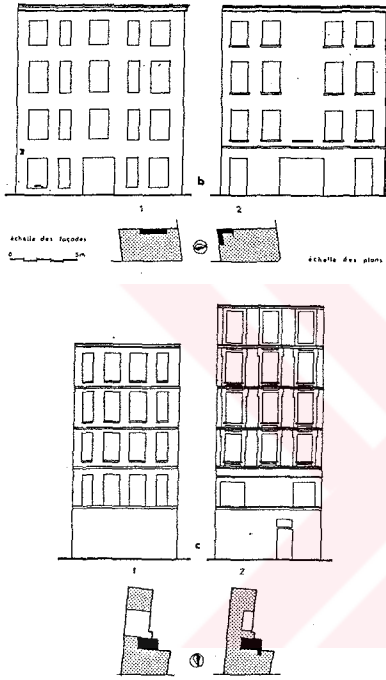 b
1 2
échelle des façades
0 5m
échelle des plans
c
1 2